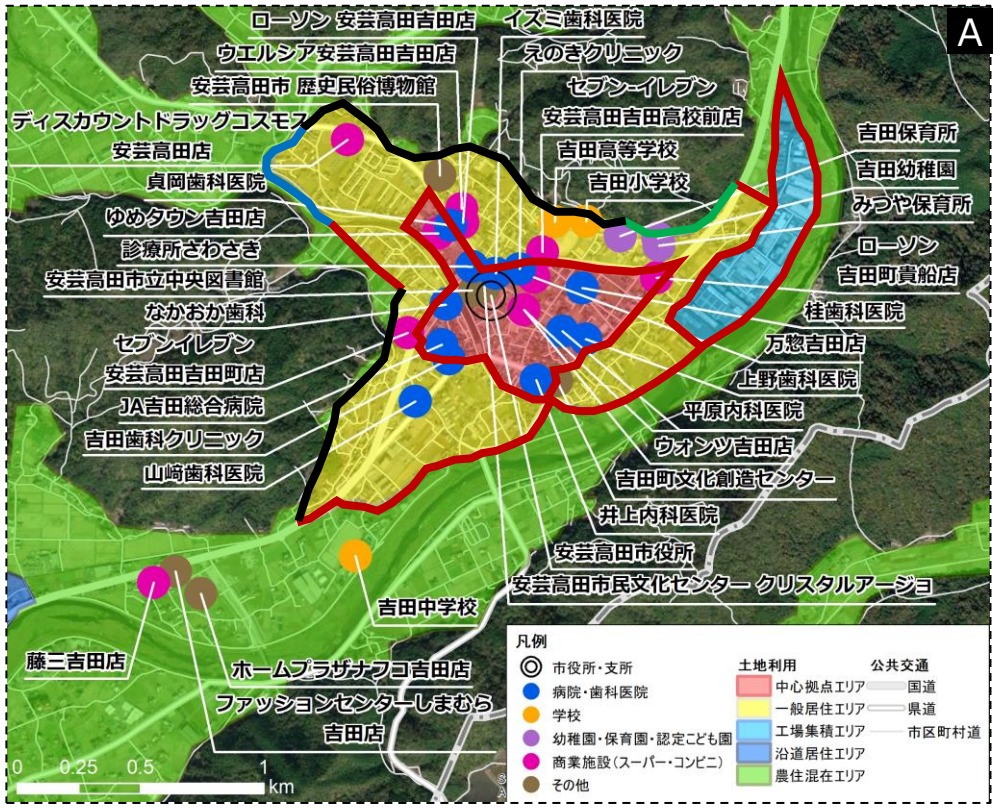 A
ローソン 安芸高田吉田店
ウエルシア安芸高田吉田店
安芸高田市 歴史民俗博物館
ディスカウントドラッグコスモス
安芸高田店
貞岡歯科医院
ゆめタウン吉田店
診療所さわさき
安芸高田市立中央図書館
なかおか歯科
セブンイレブン
安芸高田吉田町店
JA吉田総合病院
吉田歯科クリニック
山﨑歯科医院
イズミ歯科医院
えのきクリニック
セブン-イレブン
安芸高田吉田高校前店
吉田高等学校
吉田小学校
吉田保育所
吉田幼稚園
みつや保育所
ローソン
吉田町貴船店
桂歯科医院
万惣吉田店
上野歯科医院
平原内科医院
ウォンツ吉田店
吉田町文化創造センター
井上内科医院
安芸高田市役所
安芸高田市民文化センター クリスタルアージョ
吉田中学校
藤三吉田店
ホームプラザナフコ吉田店
ファッションセンターしまむら
吉田店
0 0.25 0.5 1
km
凡例
市役所・支所
病院・歯科医院
学校
幼稚園・保育園・認定こども園
商業施設(スーパー・コンビニ)
その他
土地利用
中心拠点エリア
一般居住エリア
工場集積エリア
沿道居住エリア
農住混在エリア
公共交通
国道
県道
市区町村道